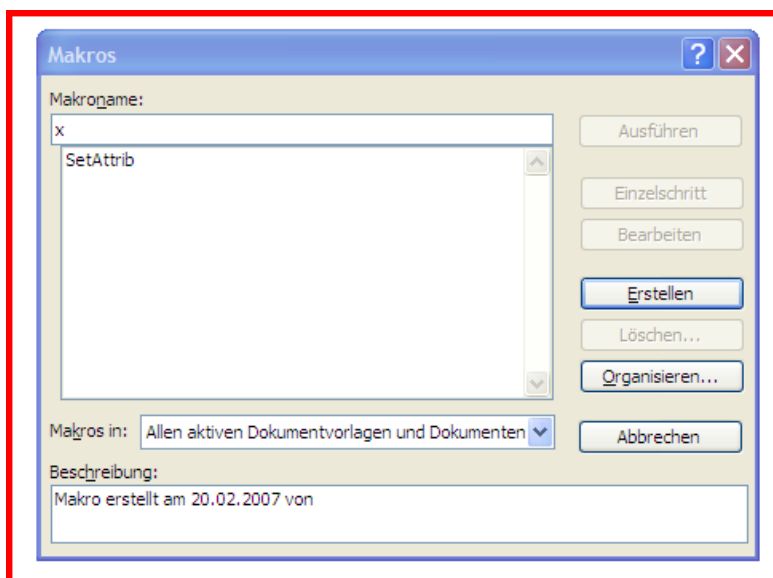 Makros
Makroname:
x
Ausführen
SetAttrib
Einzelschritt
Bearbeiten
Erstellen
Löschen...
Organisieren...
Makros in: Allen aktiven Dokumentvorlagen und Dokumenten
Abbrechen
Beschreibung:
Makro erstellt am 20.02.2007 von